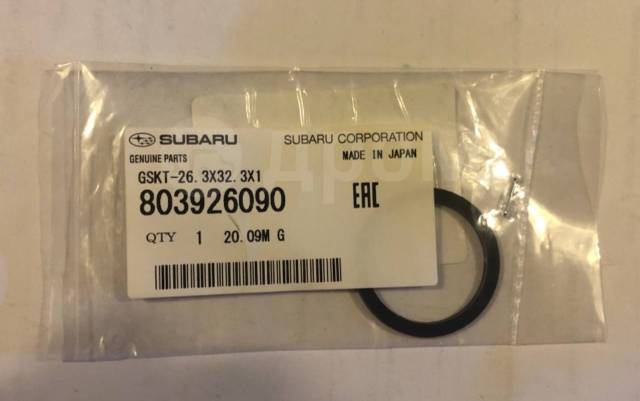 SUBARU SUBARU CORPORATION
GENUINE PARTS MADE IN JAPAN
GSKT-26.3X32.3X1
803926090 EAC
QTY 1 20.09M G